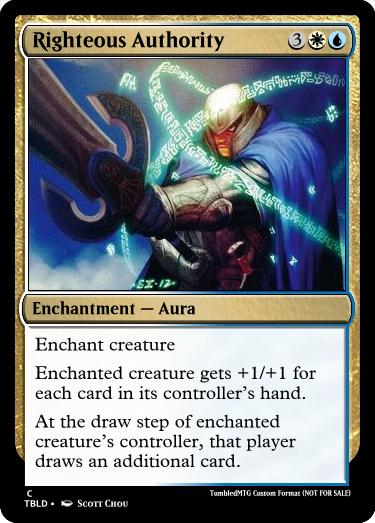 Righteous Authority 3
Enchantment — Aura
Enchant creature
Enchanted creature gets +1/+1 for
each card in its controller's hand.
At the draw step of enchanted
creature's controller, that player
draws an additional card.
C
TBLD • Scott Chou
TumbledMTG Custom Format (NOT FOR SALE)